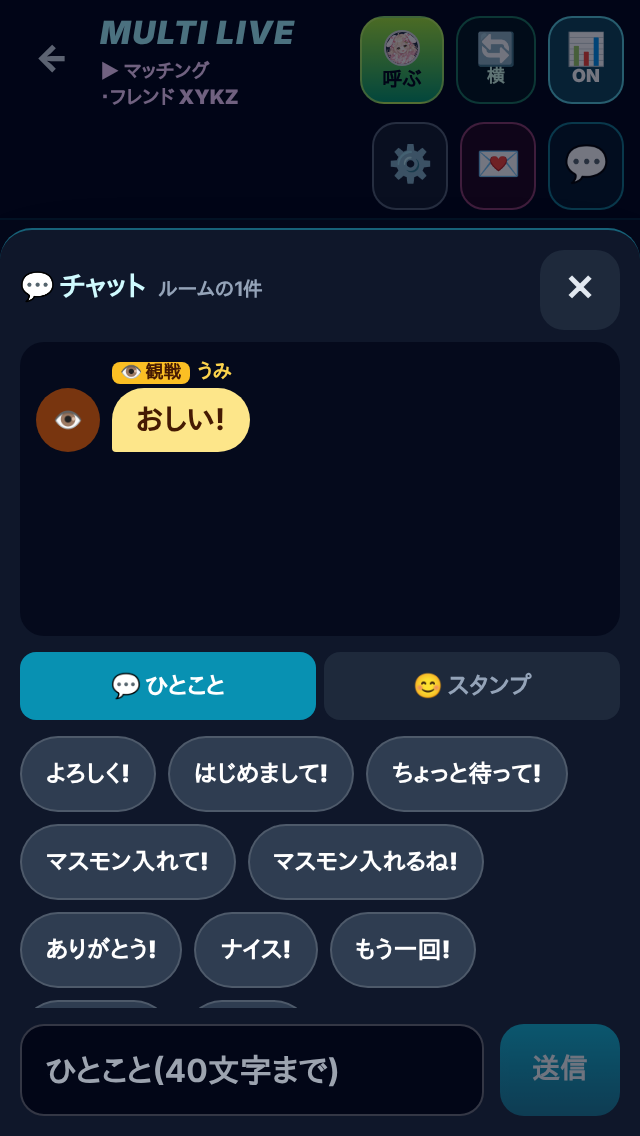 MULTI LIVE
▶ マッチング
·フレンド XYKZ
呼ぶ
横
ON
チャット ルームの1件
✕
観戦 うみ
おしい!
ひとこと
スタンプ
よろしく!
はじめまして!
ちょっと待って!
マスモン入れて!
マスモン入れるね!
ありがとう!
ナイス!
もう一回!
ひとこと(40文字まで)
送信